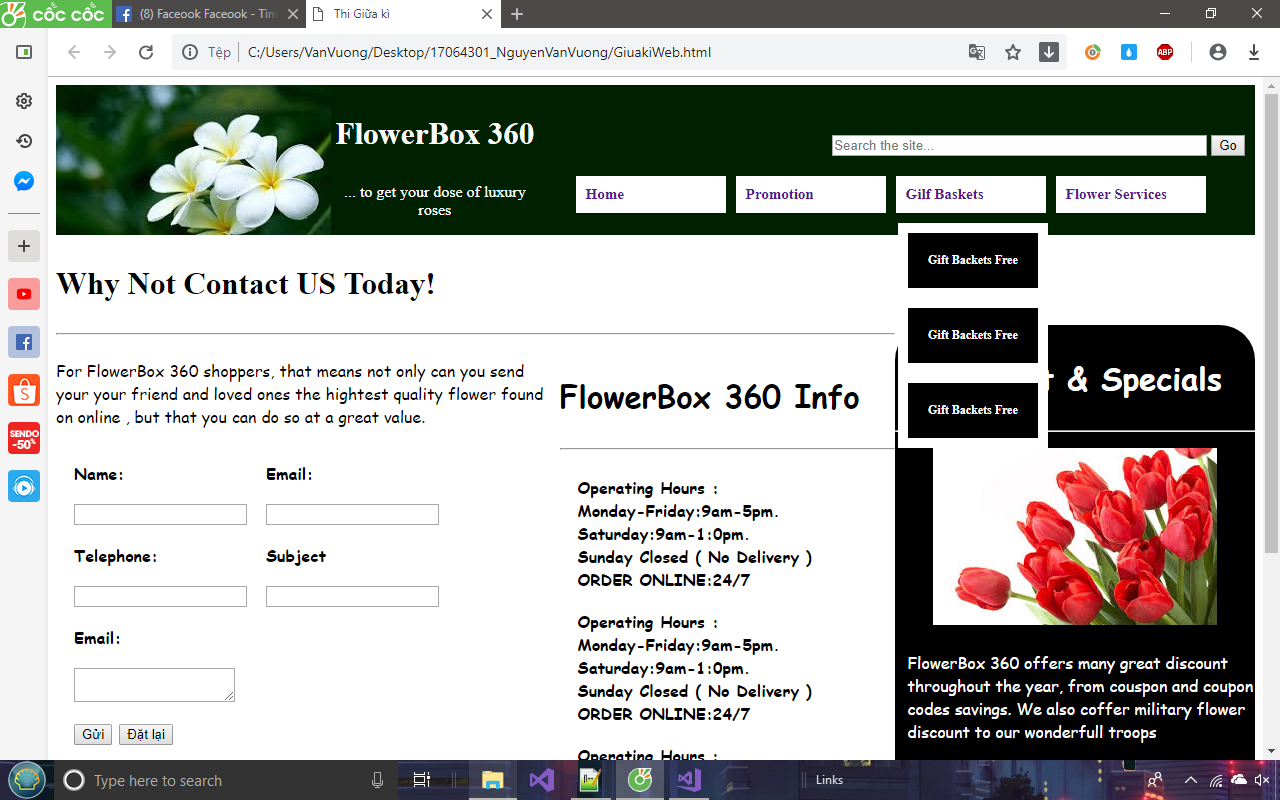 cốc cốc
(8) Faceook Faceook - Tìm
Thi Giữa kì
Tệp
C:/Users/VanVuong/Desktop/17064301_NguyenVanVuong/GiuakiWeb.html
ABP
FlowerBox 360
Search the site...
Go
... to get your dose of luxury
roses
Home
Promotion
Gilf Baskets
Flower Services
Gift Backets Free
Gift Backets Free
Gift Backets Free
Why Not Contact US Today!
For FlowerBox 360 shoppers, that means not only can you send
your your friend and loved ones the hightest quality flower found
on online , but that you can do so at a great value.
Name:
Email:
Telephone:
Subject
Email:
Gửi
Đặt lại
FlowerBox 360 Info
Operating Hours :
Monday-Friday:9am-5pm.
Saturday:9am-1:0pm.
Sunday Closed ( No Delivery )
ORDER ONLINE:24/7
Operating Hours :
Monday-Friday:9am-5pm.
Saturday:9am-1:0pm.
Sunday Closed ( No Delivery )
ORDER ONLINE:24/7
Operating Hours :
& Specials
FlowerBox 360 offers many great discount
throughout the year, from couspon and coupon
codes savings. We also coffer military flower
discount to our wonderfull troops
SENDO
-50%
Type here to search
Links